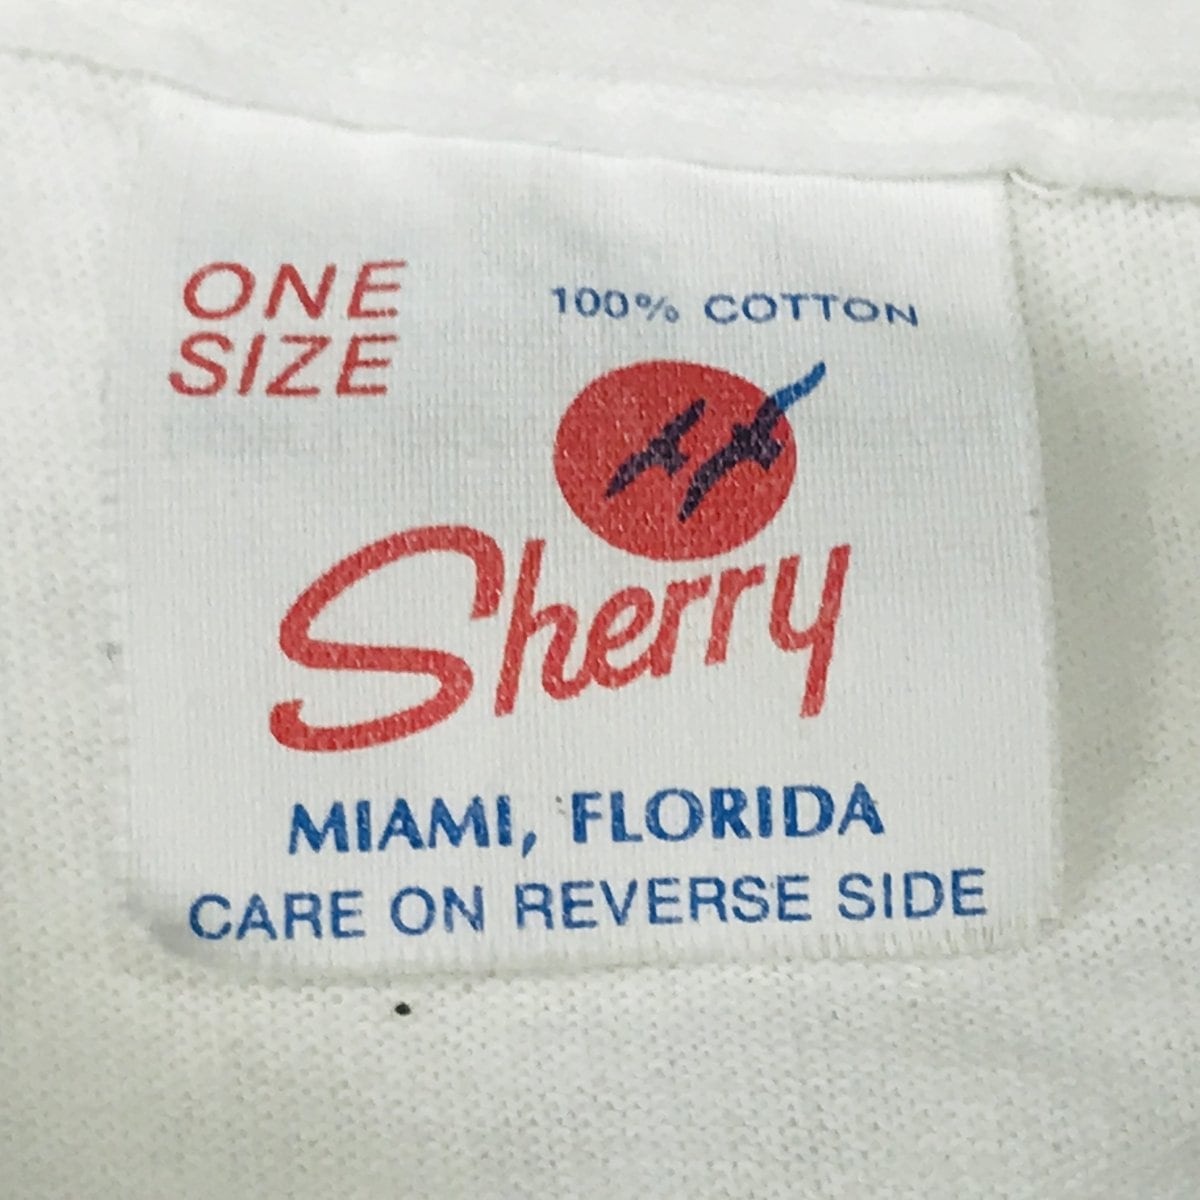 ONE
SIZE
100% COTTON
Sherry
MIAMI, FLORIDA
CARE ON REVERSE SIDE